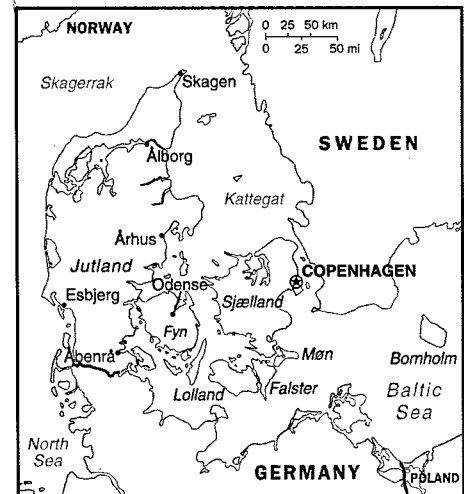 NORWAY
0 25 50 km
0 25 50 mi
Skagerrak
Skagen
SWEDEN
Ålborg
Kattegat
Århus
Jutland
COPENHAGEN
Odense
Esbjerg
Sjælland
Fyn
Åbenrå
Møn
Bornholm
Lolland
Falster
Baltic
Sea
North
Sea
GERMANY
POLAND